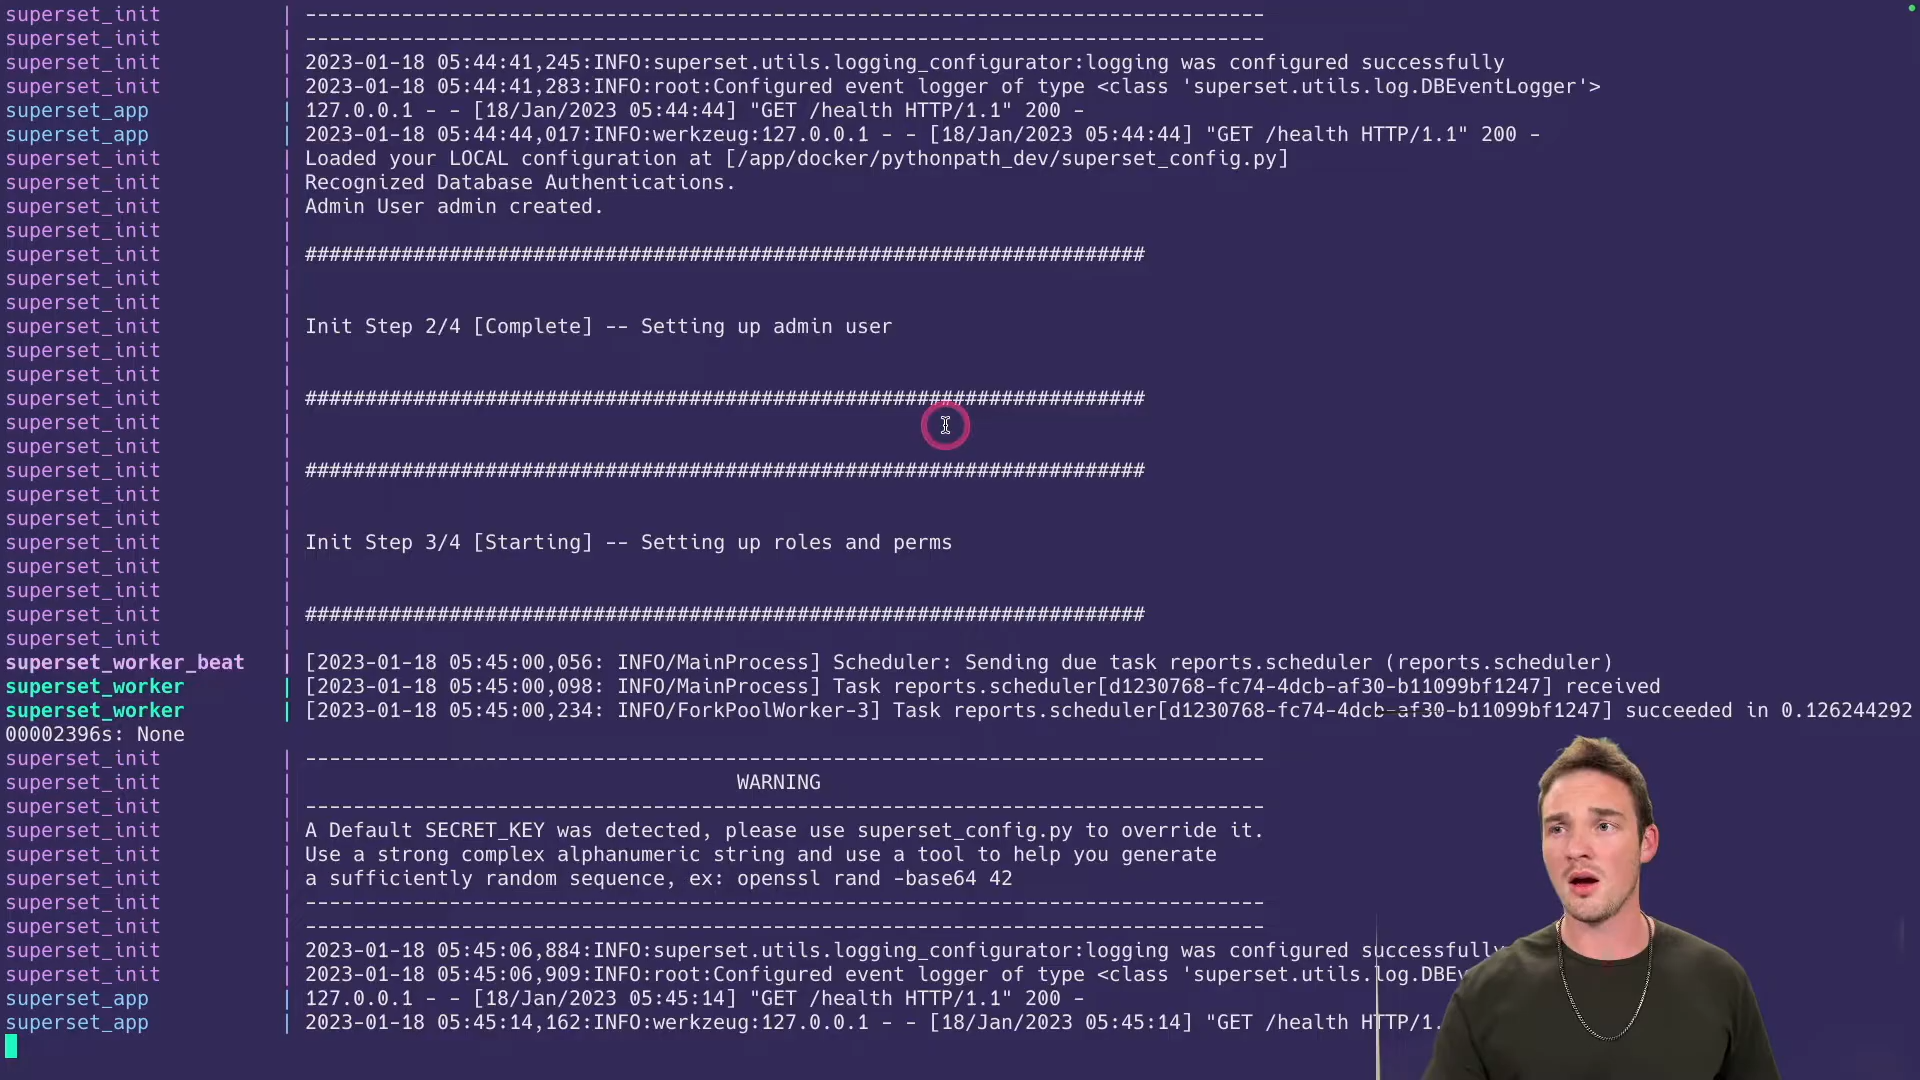 superset_init | --------------------------------------------------------------------------------
superset_init | --------------------------------------------------------------------------------
superset_init | 2023-01-18 05:44:41,245:INFO:superset.utils.logging_configurator:logging was configured successfully
superset_init | 2023-01-18 05:44:41,283:INFO:root:Configured event logger of type <class 'superset.utils.log.DBEventLogger'>
superset_app | 127.0.0.1 - - [18/Jan/2023 05:44:44] "GET /health HTTP/1.1" 200 -
superset_app | 2023-01-18 05:44:44,017:INFO:werkzeug:127.0.0.1 - - [18/Jan/2023 05:44:44] "GET /health HTTP/1.1" 200 -
superset_init | Loaded your LOCAL configuration at [/app/docker/pythonpath_dev/superset_config.py]
superset_init | Recognized Database Authentications.
superset_init | Admin User admin created.
superset_init |
superset_init | ######################################################################
superset_init |
superset_init |
superset_init | Init Step 2/4 [Complete] -- Setting up admin user
superset_init |
superset_init |
superset_init | ######################################################################
superset_init |
superset_init |
superset_init | ######################################################################
superset_init |
superset_init |
superset_init | Init Step 3/4 [Starting] -- Setting up roles and perms
superset_init |
superset_init |
superset_init | ######################################################################
superset_init |
superset_worker_beat | [2023-01-18 05:45:00,056: INFO/MainProcess] Scheduler: Sending due task reports.scheduler (reports.scheduler)
superset_worker | [2023-01-18 05:45:00,098: INFO/MainProcess] Task reports.scheduler[d1230768-fc74-4dcb-af30-b11099bf1247] received
superset_worker | [2023-01-18 05:45:00,234: INFO/ForkPoolWorker-3] Task reports.scheduler[d1230768-fc74-4dcb-af30-b11099bf1247] succeeded in 0.126244292
00002396s: None
superset_init | --------------------------------------------------------------------------------
superset_init | WARNING
superset_init | --------------------------------------------------------------------------------
superset_init | A Default SECRET_KEY was detected, please use superset_config.py to override it.
superset_init | Use a strong complex alphanumeric string and use a tool to help you generate
superset_init | a sufficiently random sequence, ex: openssl rand -base64 42
superset_init | --------------------------------------------------------------------------------
superset_init | --------------------------------------------------------------------------------
superset_init | 2023-01-18 05:45:06,884:INFO:superset.utils.logging_configurator:logging was configured successfully
superset_init | 2023-01-18 05:45:06,909:INFO:root:Configured event logger of type <class 'superset.utils.log.DBE
superset_app | 127.0.0.1 - - [18/Jan/2023 05:45:14] "GET /health HTTP/1.1" 200 -
superset_app | 2023-01-18 05:45:14,162:INFO:werkzeug:127.0.0.1 - - [18/Jan/2023 05:45:14] "GET /health HTTP/1.